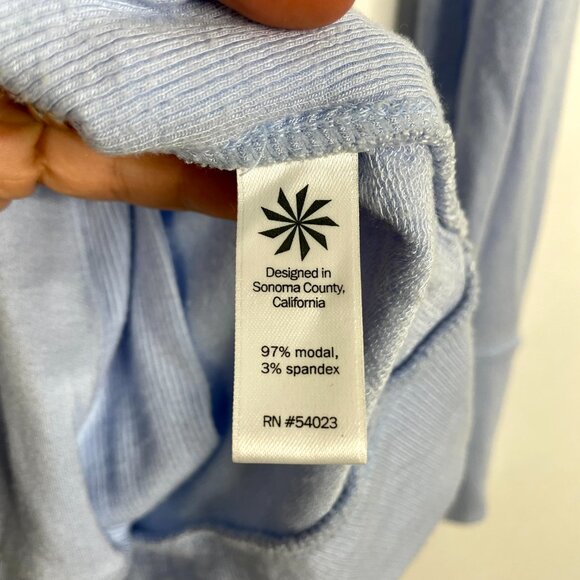 Designed in
Sonoma County,
California
97% modal,
3% spandex
RN #54023